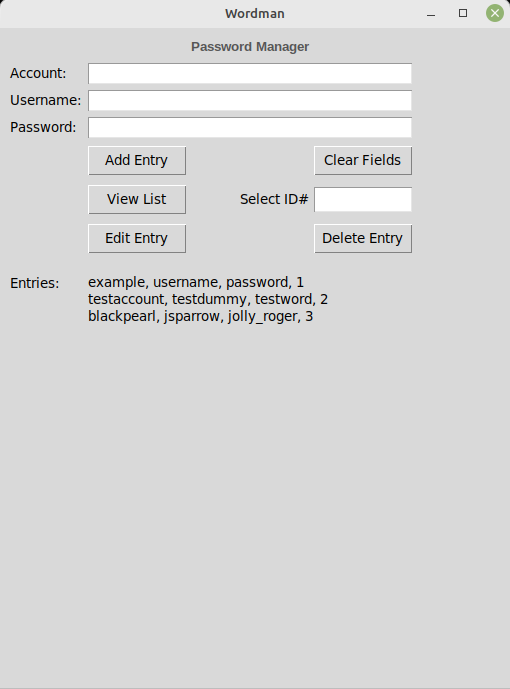 Wordman
Password Manager
Account:
Username:
Password:
Add Entry Clear Fields
View List Select ID#
Edit Entry Delete Entry
Entries: example, username, password, 1
testaccount, testdummy, testword, 2
blackpearl, jsparrow, jolly_roger, 3